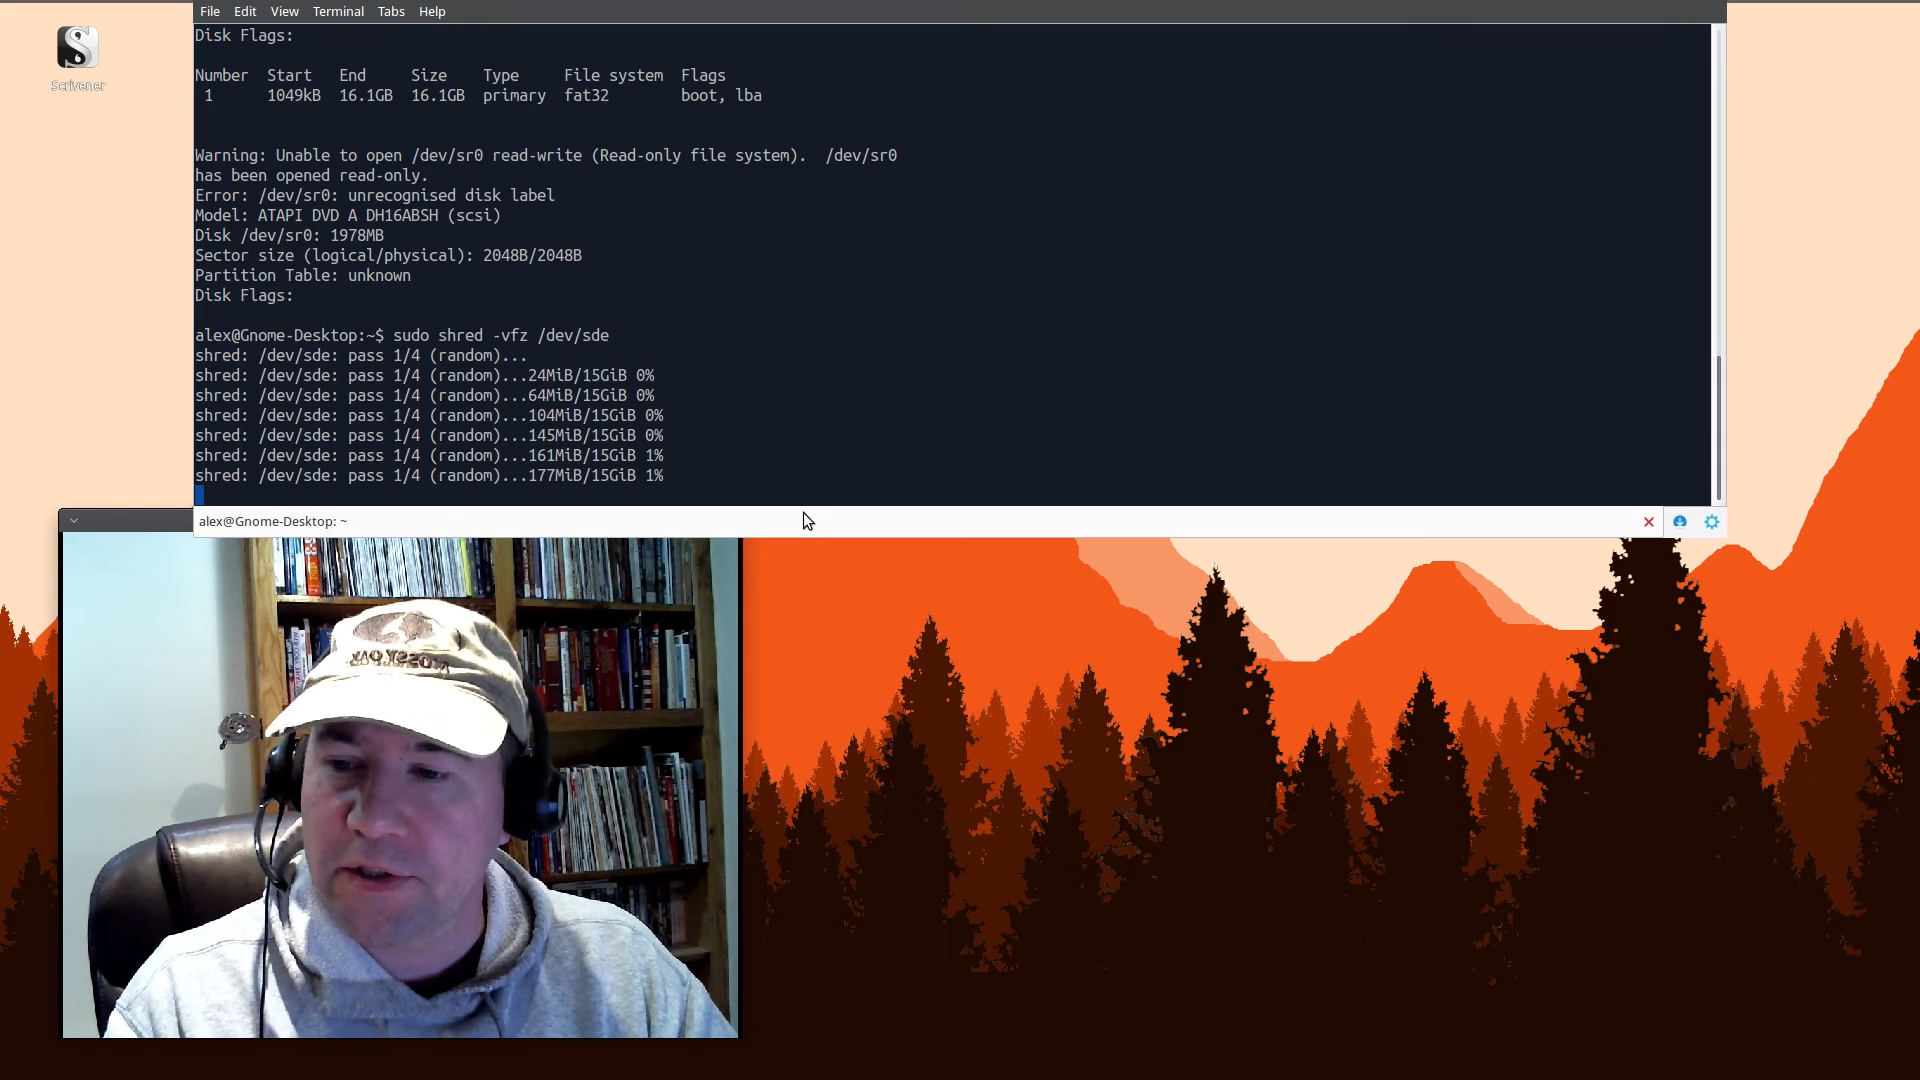 File Edit View Terminal Tabs Help
Disk Flags:
Number Start End Size Type File system Flags
1 1049kB 16.1GB 16.1GB primary fat32 boot, lba
Warning: Unable to open /dev/sr0 read-write (Read-only file system). /dev/sr0
has been opened read-only.
Error: /dev/sr0: unrecognised disk label
Model: ATAPI DVD A DH16ABSH (scsi)
Disk /dev/sr0: 1978MB
Sector size (logical/physical): 2048B/2048B
Partition Table: unknown
Disk Flags:
alex@Gnome-Desktop:~$ sudo shred -vfz /dev/sde
shred: /dev/sde: pass 1/4 (random)...
shred: /dev/sde: pass 1/4 (random)...24MiB/15GiB 0%
shred: /dev/sde: pass 1/4 (random)...64MiB/15GiB 0%
shred: /dev/sde: pass 1/4 (random)...104MiB/15GiB 0%
shred: /dev/sde: pass 1/4 (random)...145MiB/15GiB 0%
shred: /dev/sde: pass 1/4 (random)...161MiB/15GiB 1%
shred: /dev/sde: pass 1/4 (random)...177MiB/15GiB 1%
alex@Gnome-Desktop: ~
S
Scrivener
MOSSY OAK